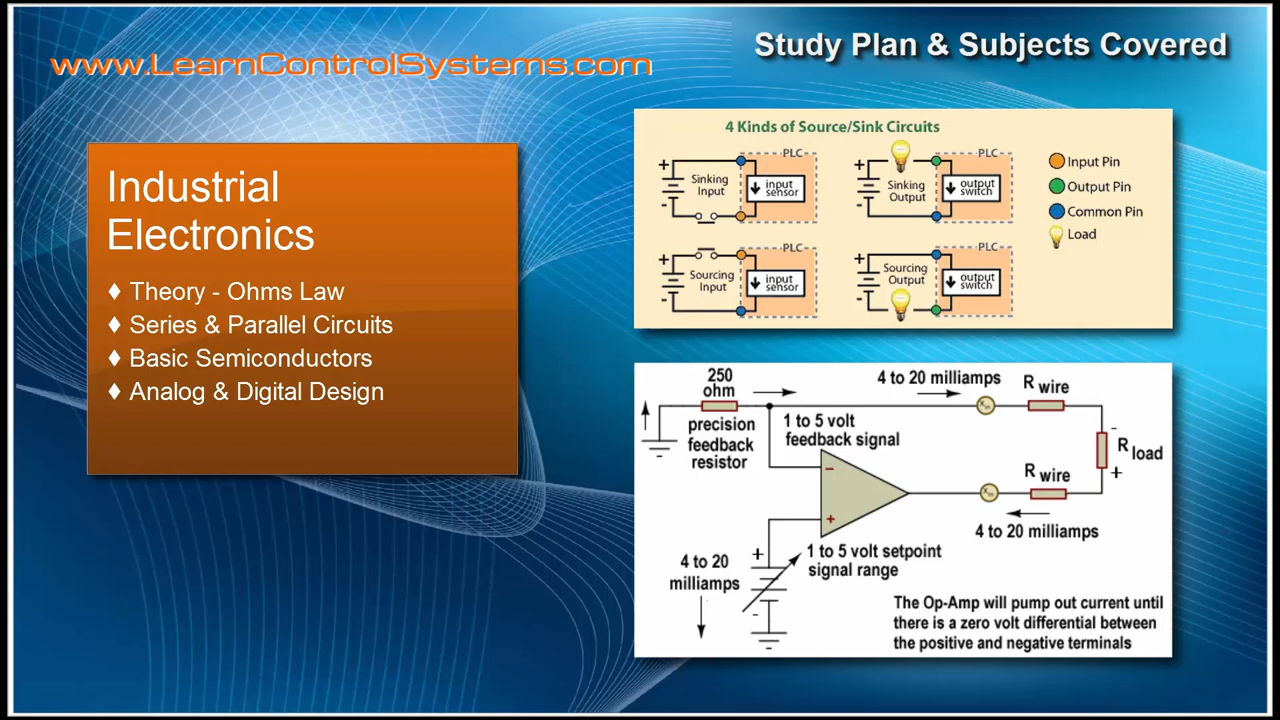 www.LearnControlSystems.com
Study Plan & Subjects Covered
Industrial
Electronics
♦ Theory - Ohms Law
♦ Series & Parallel Circuits
♦ Basic Semiconductors
♦ Analog & Digital Design
4 Kinds of Source/Sink Circuits
+
-
Sinking
Input
PLC
input
sensor
+
-
Sinking
Output
PLC
output
switch
+
-
Sourcing
Input
PLC
input
sensor
+
-
Sourcing
Output
PLC
output
switch
Input Pin
Output Pin
Common Pin
Load
250
ohm
precision
feedback
resistor
1 to 5 volt
feedback signal
4 to 20 milliamps
R wire
-
R load
+
R wire
4 to 20 milliamps
-
+
4 to 20
milliamps
+
-
1 to 5 volt setpoint
signal range
The Op-Amp will pump out current until
there is a zero volt differential between
the positive and negative terminals